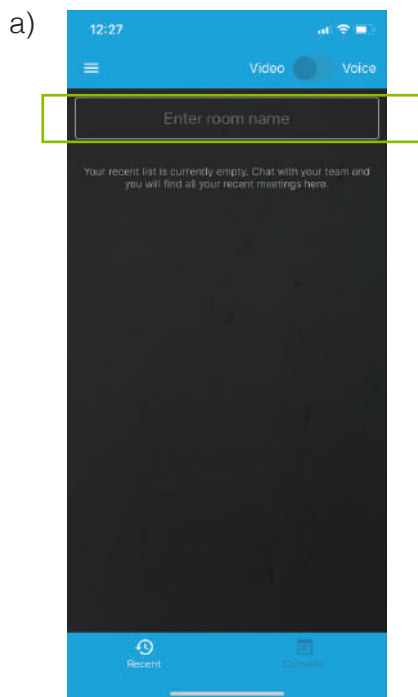 a)
12:27
Video Voice
Enter room name
Your recent list is currently empty. Chat with your team and
you will find all your recent meetings here.
Recent Calendar